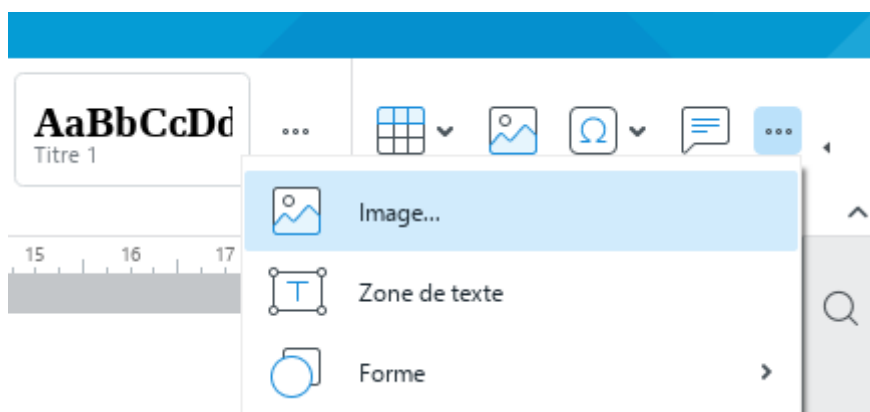 AaBbCcDd
Titre 1
Image...
15 16 17
Zone de texte
Forme